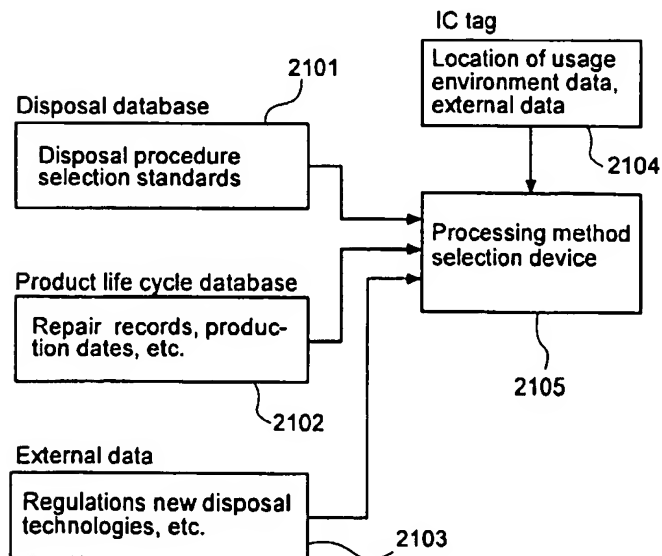 IC tag
Location of usage
environment data,
external data
2104
2101
Disposal database
Disposal procedure
selection standards
Processing method
selection device
2105
Product life cycle database
Repair records, produc-
tion dates, etc.
2102
External data
Regulations new disposal
technologies, etc.
2103